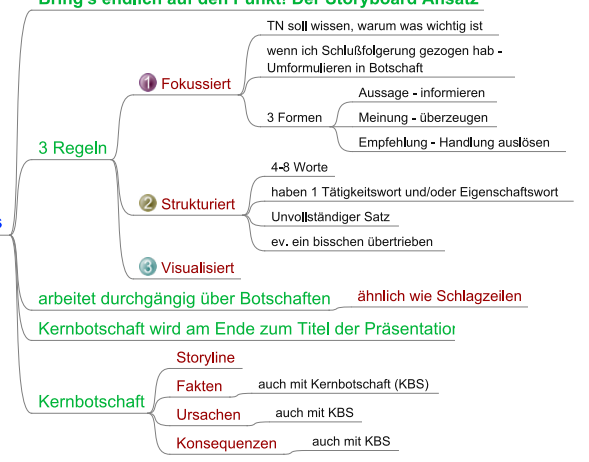 Bring's endlich auf den Punkt! Der Storyboard Ansatz
3 Regeln
1 Fokussiert
TN soll wissen, warum was wichtig ist
wenn ich Schlußfolgerung gezogen hab -
Umformulieren in Botschaft
3 Formen
Aussage - informieren
Meinung - überzeugen
Empfehlung - Handlung auslösen
2 Strukturiert
4-8 Worte
haben 1 Tätigkeitswort und/oder Eigenschaftswort
Unvollständiger Satz
ev. ein bisschen übertrieben
3 Visualisiert
arbeitet durchgängig über Botschaften
ähnlich wie Schlagzeilen
Kernbotschaft wird am Ende zum Titel der Präsentation
Kernbotschaft
Storyline
Fakten
auch mit Kernbotschaft (KBS)
Ursachen
auch mit KBS
Konsequenzen
auch mit KBS